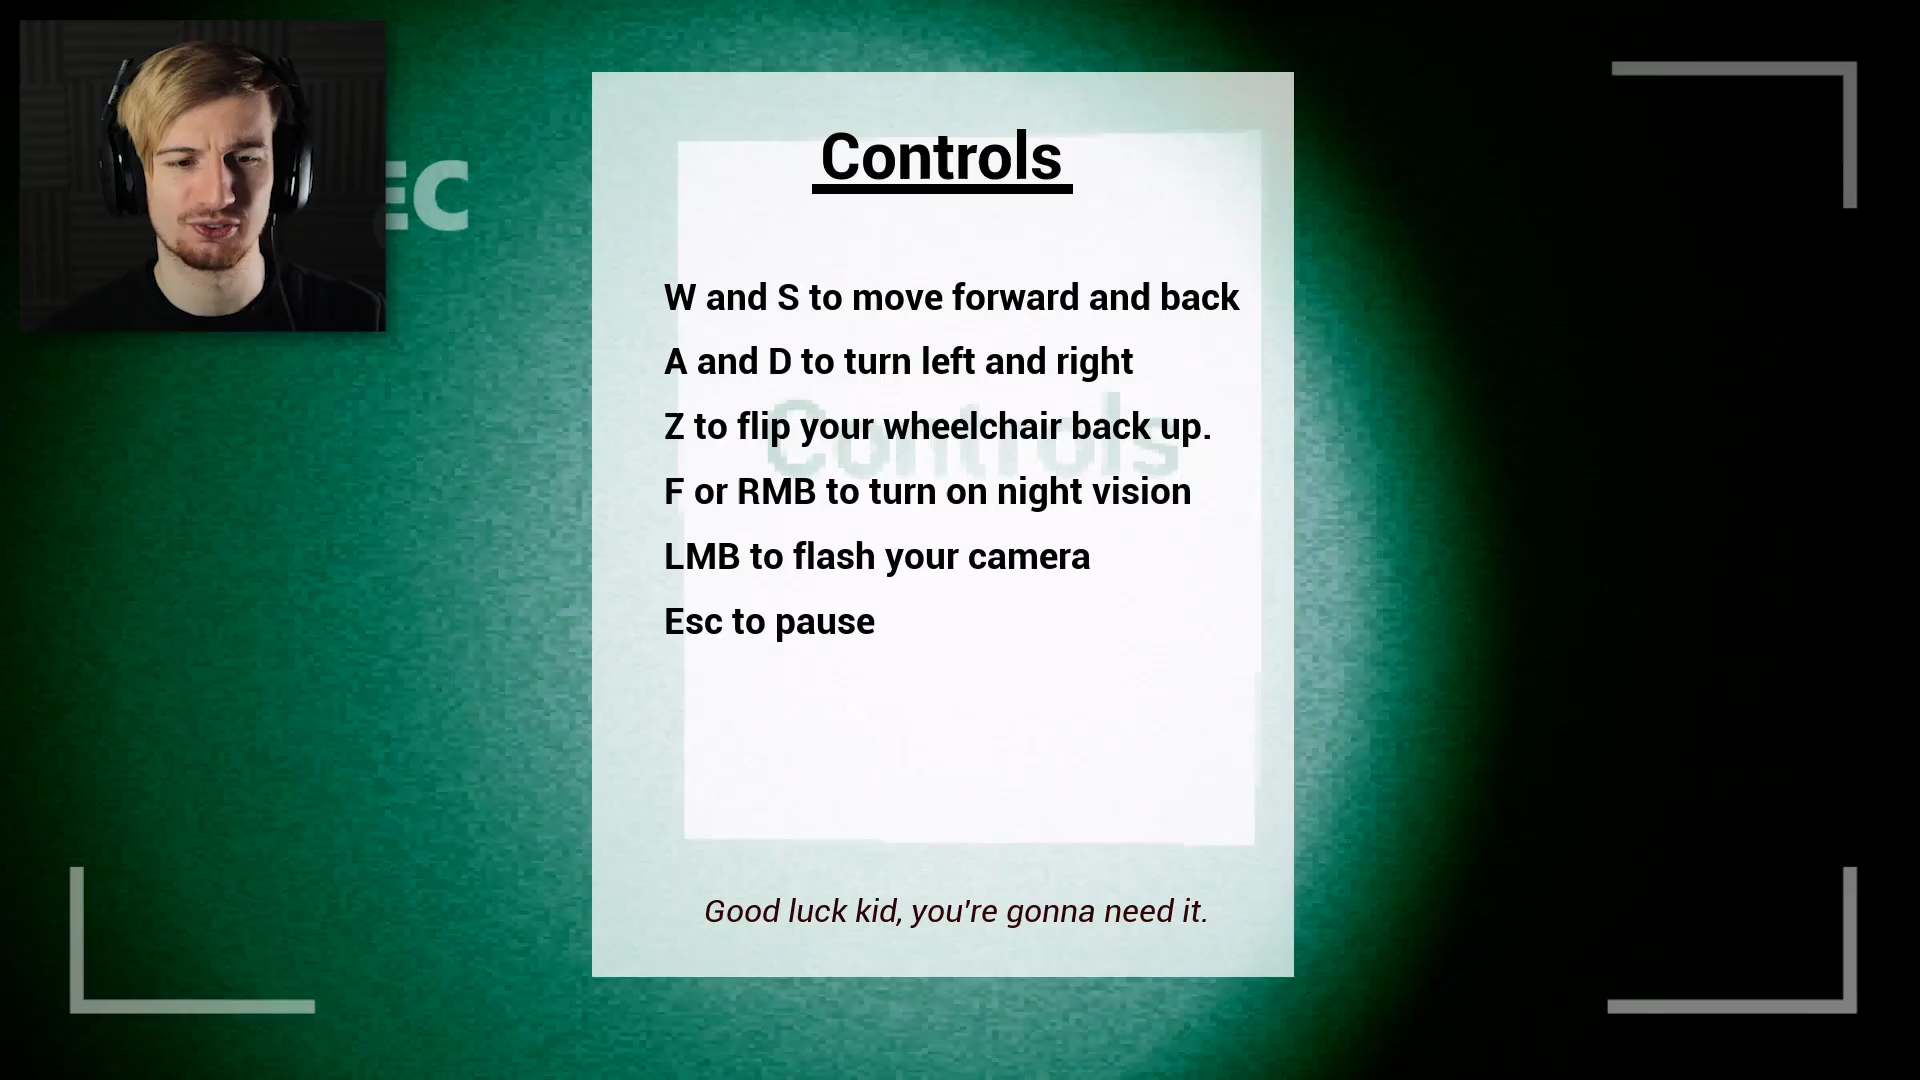 EC
Controls
W and S to move forward and back
A and D to turn left and right
Z to flip your wheelchair back up.
Controls
F or RMB to turn on night vision
LMB to flash your camera
Esc to pause
Good luck kid, you're gonna need it.